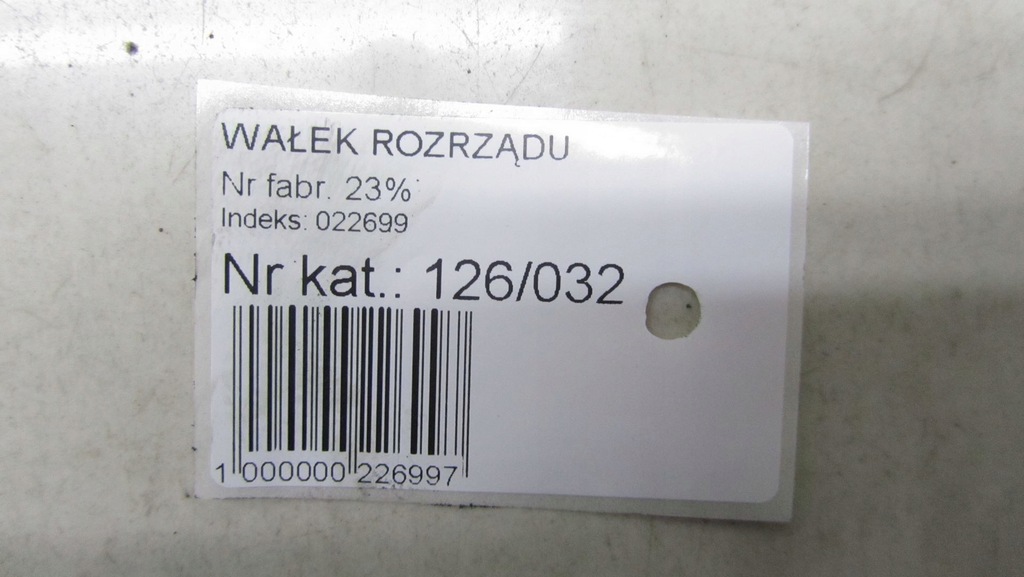 WAŁEK ROZRZĄDU
Nr fabr. 23%
Indeks: 022699
Nr kat.: 126/032
1 000000 226997